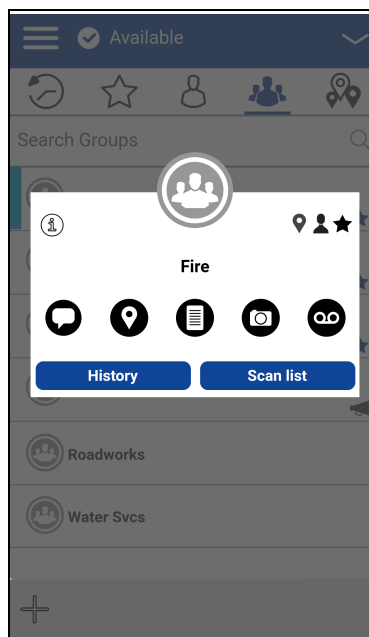 Available
Search Groups
Fire
History
Scan list
Roadworks
Water Svcs